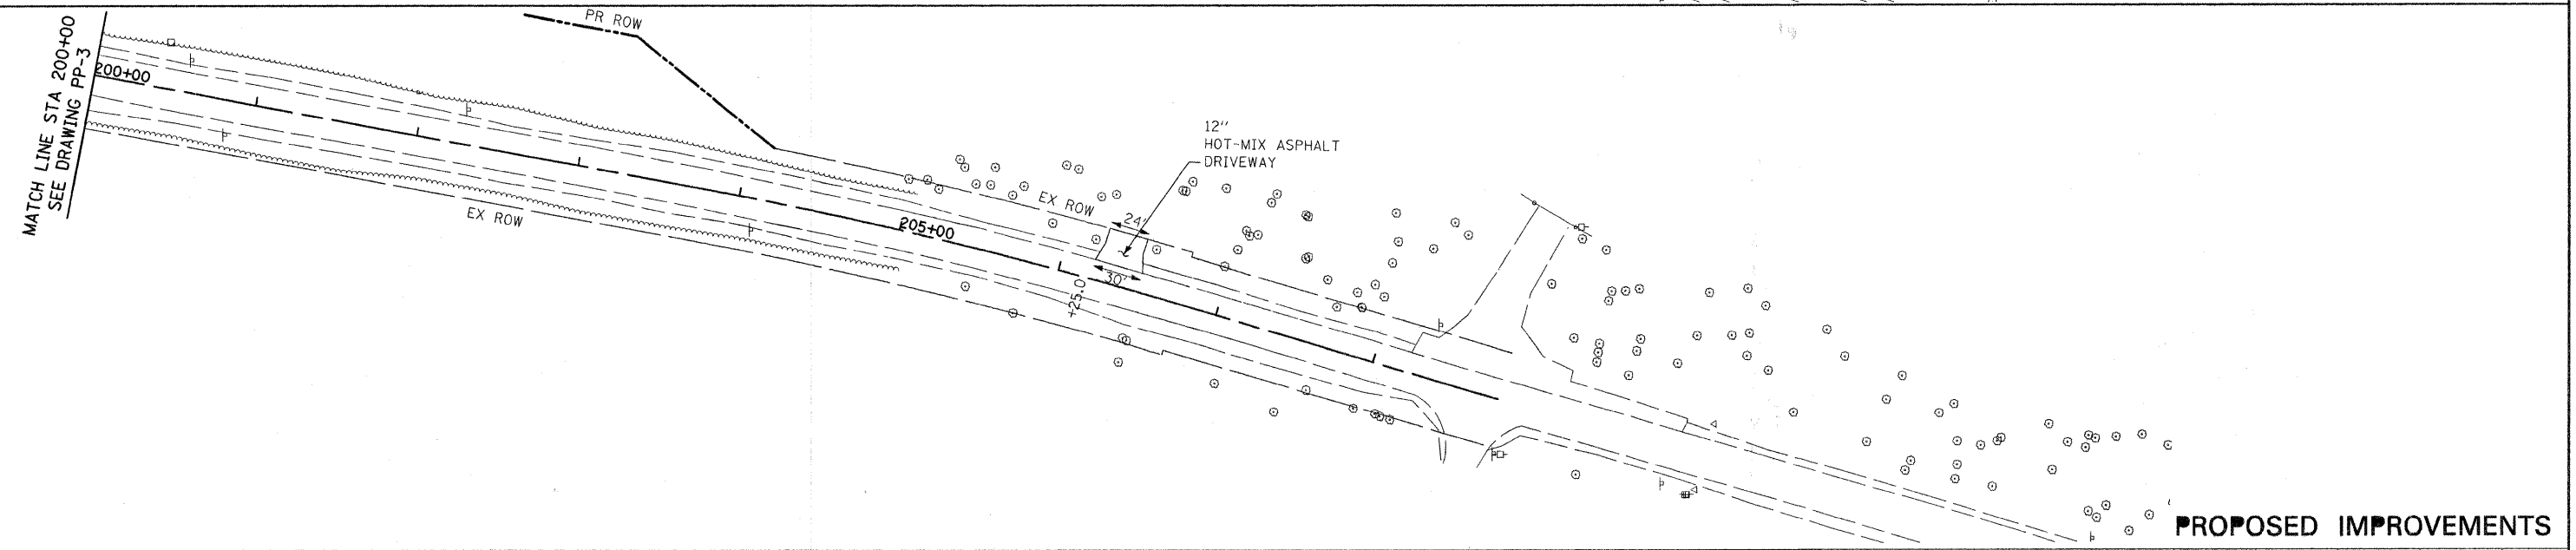 PR ROW
MATCH LINE STA 200+00
SEE DRAWING PP-3
200+00
12"
HOT-MIX ASPHALT
DRIVEWAY
EX ROW
EX ROW
24'
205+00
30'
+25.0
PROPOSED IMPROVEMENTS